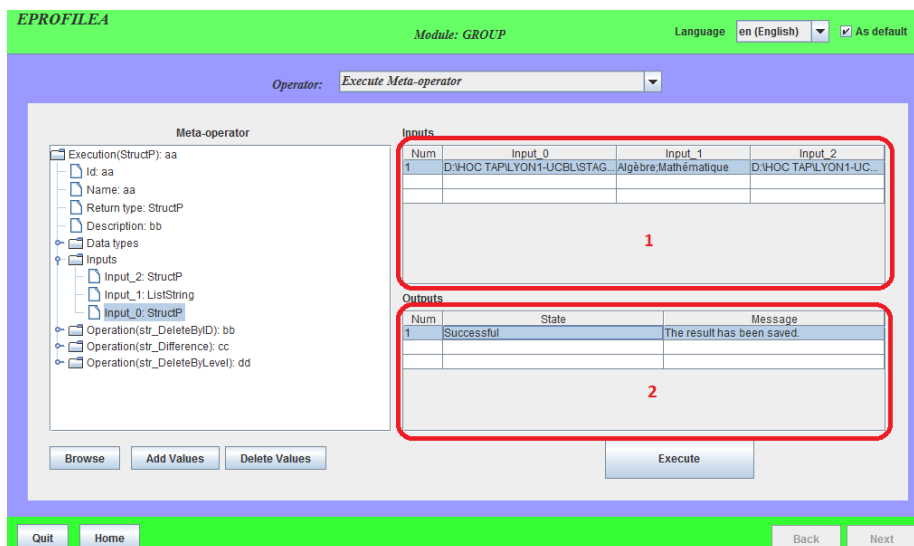 EPROFILEA
Module: GROUP
Language en (English) As default
Operator: Execute Meta-operator
Meta-operator
Execution(StructP): aa
Id: aa
Name: aa
Return type: StructP
Description: bb
Data types
Inputs
Input_2: StructP
Input_1: ListString
Input_0: StructP
Operation(str_DeleteByID): bb
Operation(str_Difference): cc
Operation(str_DeleteByLevel): dd
Inputs
Num Input_0 Input_1 Input_2
1 D:\HOC TAP\LYON1-UCBL\STAG... Algèbre;Mathématique D:\HOC TAP\LYON1-UC...
1
Outputs
Num State Message
1 Successful The result has been saved.
2
Browse Add Values Delete Values Execute
Quit Home Back Next